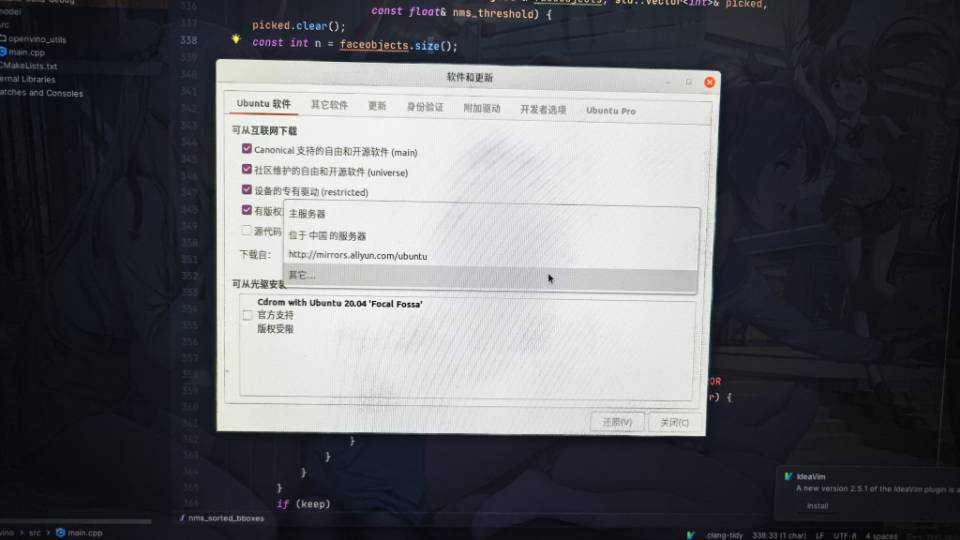 const float& nms_threshold) {
picked.clear();
338 const int n = faceobjects.size();
openvino_utils
main.cpp
CMakeLists.txt
软件和更新
Ubuntu 软件 其它软件 更新 身份验证 附加驱动 开发者选项 Ubuntu Pro
可从互联网下载
Canonical 支持的自由和开源软件 (main)
社区维护的自由和开源软件 (universe)
设备的专有驱动 (restricted)
有版权
主服务器
源代码
位于 中国 的服务器
下载自:
http://mirrors.aliyun.com/ubuntu
其它...
可从光驱安装
Cdrom with Ubuntu 20.04 'Focal Fossa'
官方支持
版权受限
还原(V) 关闭(C)
}
}
}
}
if (keep)
IdeaVim
A new version 2.5.1 of the IdeaVim plugin is
Install
nms_sorted_bboxes
src main.cpp
.clang-tidy 338:33 (1 char) LF UTF-8 4 spaces